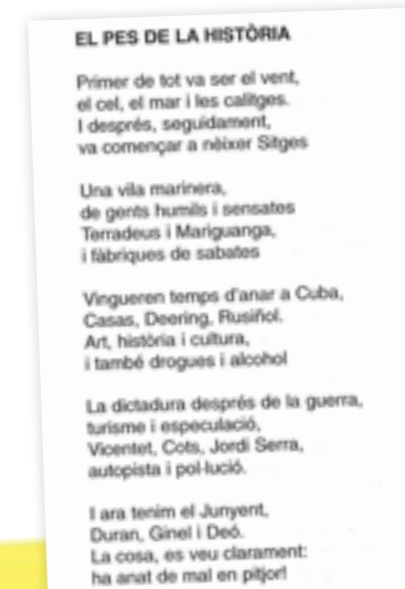 EL PES DE LA HISTÒRIA
Primer de tot va ser el vent,
el cel, el mar i les calitges.
I després, seguidament,
va començar a nèixer Sitges
Una vila marinera,
de gents humils i sensates
Terradeus i Mariguanga,
i fàbriques de sabates
Vingueren temps d'anar a Cuba,
Casas, Deering, Rusiñol.
Art, història i cultura,
i també drogues i alcohol
La dictadura després de la guerra,
turisme i especulació,
Vicentet, Cots, Jordi Serra,
autopista i pol·lució.
I ara tenim el Junyent,
Duran, Ginel i Deó.
La cosa, es veu clarament:
ha anat de mal en pitjor!